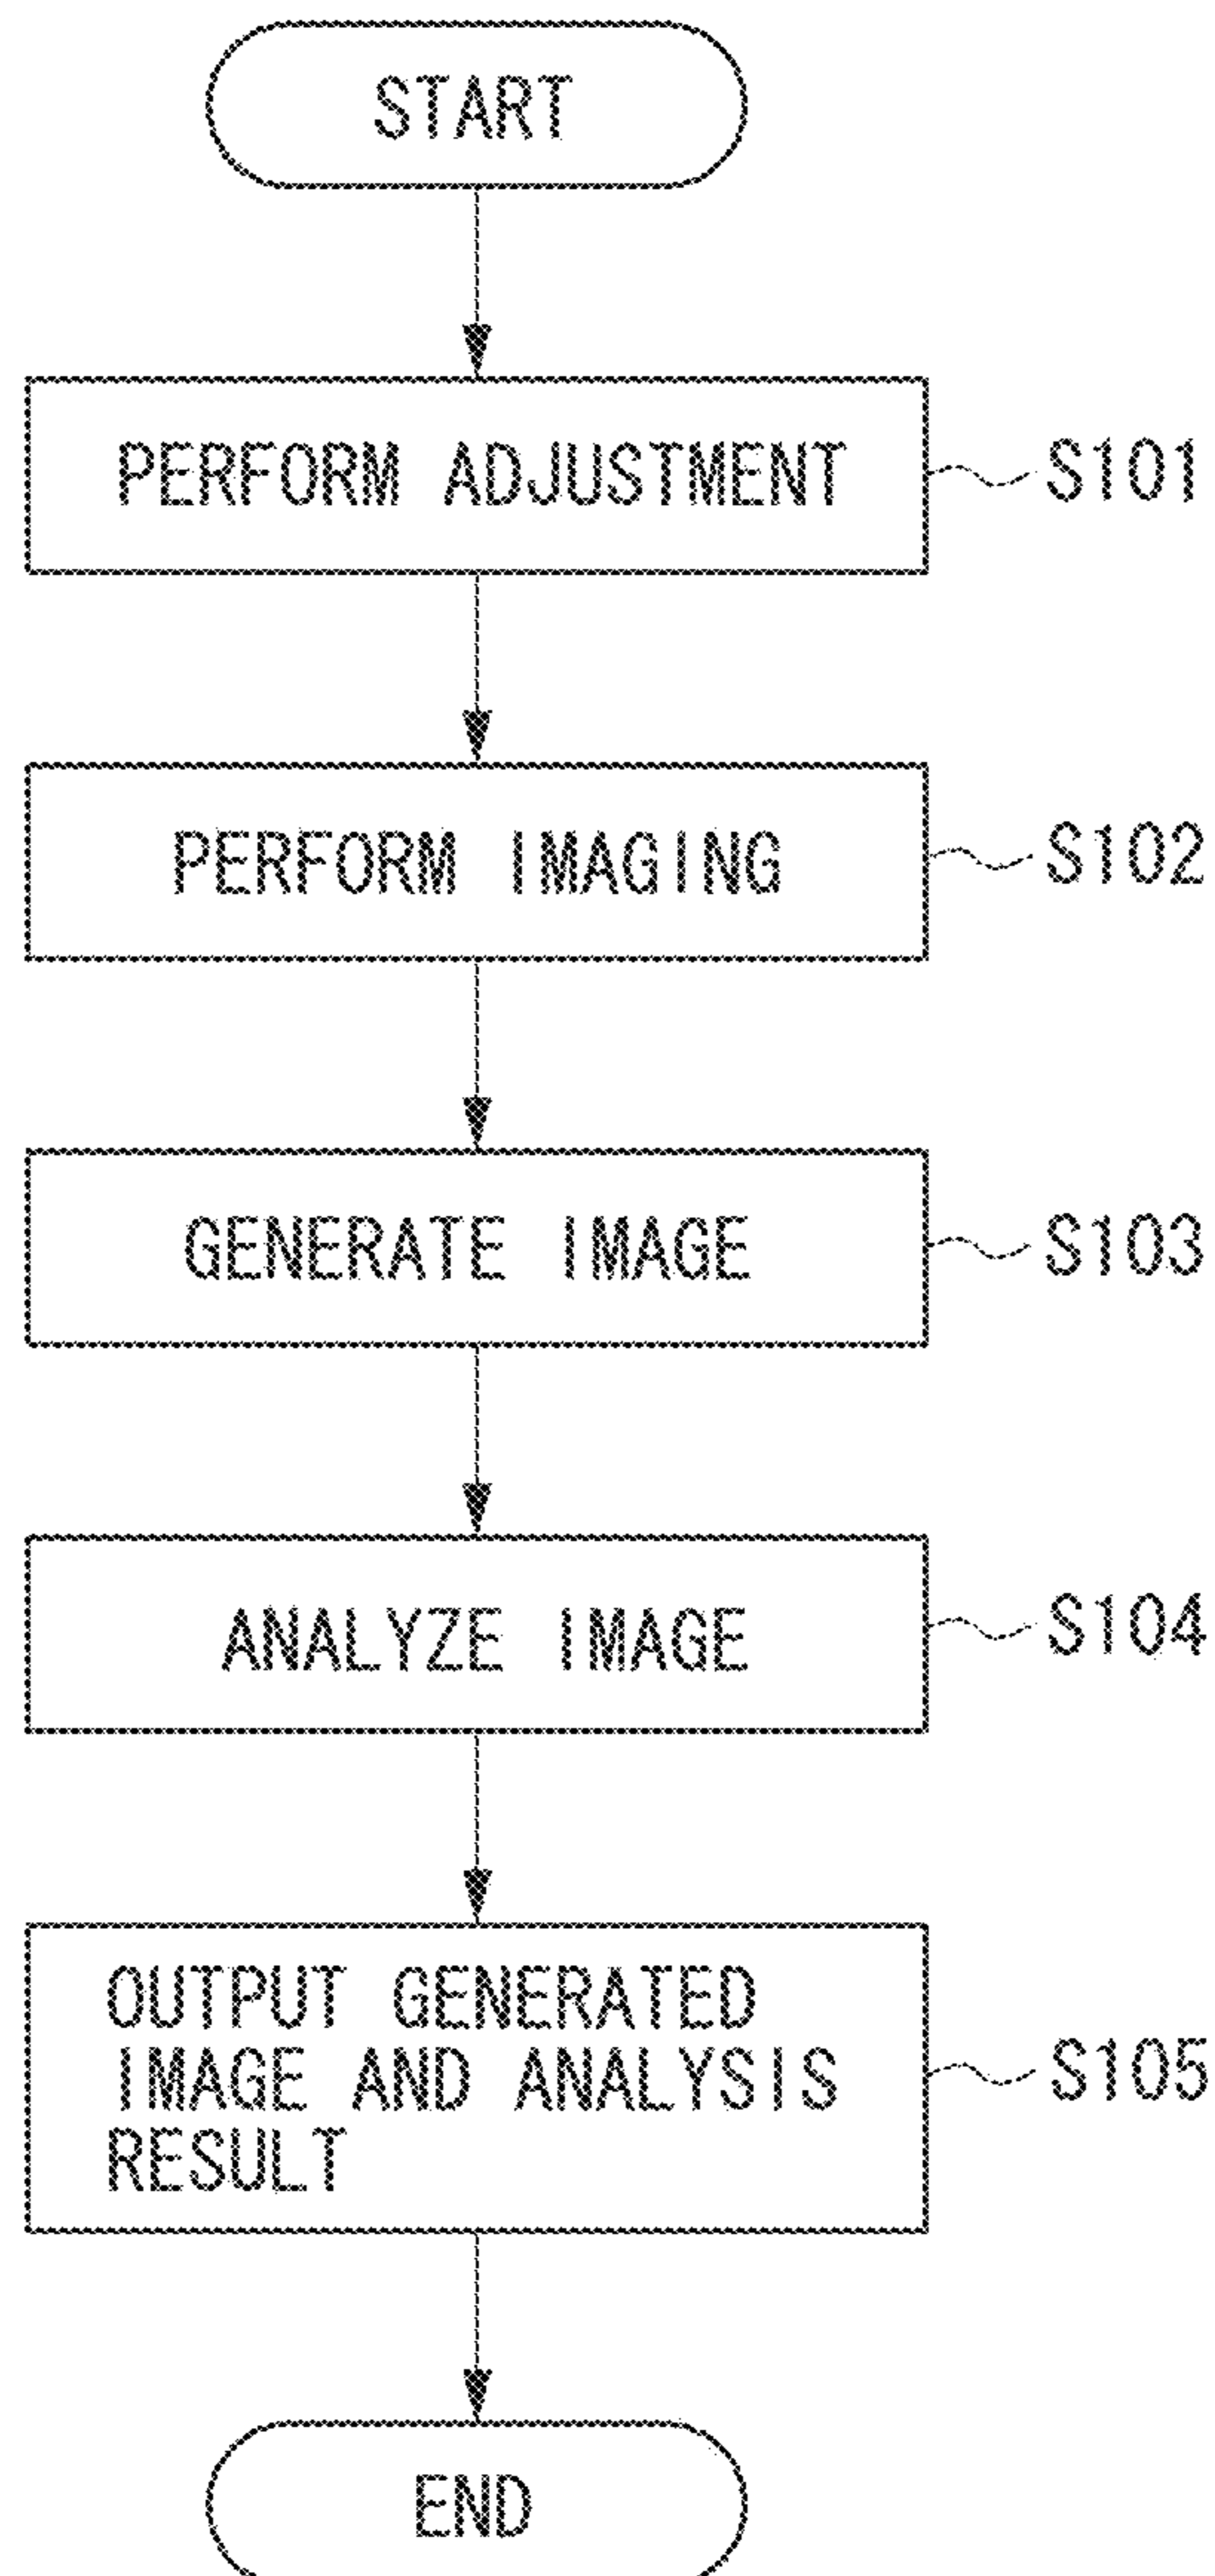 START
PERFORM ADJUSTMENT
S101
PERFORM IMAGING
S102
GENERATE IMAGE
S103
ANALYZE IMAGE
S104
OUTPUT GENERATED
IMAGE AND ANALYSIS
RESULT
S105
END